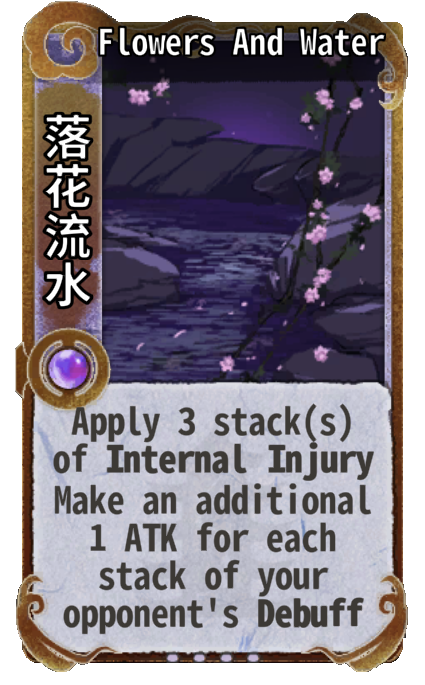 Flowers And Water
落花流水
Apply 3 stack(s)
of Internal Injury
Make an additional
1 ATK for each
stack of your
opponent's Debuff